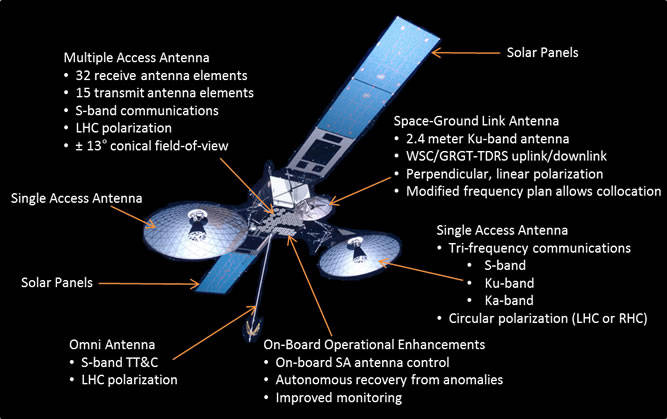 Multiple Access Antenna
• 32 receive antenna elements
• 15 transmit antenna elements
• S-band communications
• LHC polarization
• ± 13° conical field-of-view
Solar Panels
Space-Ground Link Antenna
• 2.4 meter Ku-band antenna
• WSC/GRGT-TDRS uplink/downlink
• Perpendicular, linear polarization
• Modified frequency plan allows collocation
Single Access Antenna
Single Access Antenna
• Tri-frequency communications
• S-band
• Ku-band
• Ka-band
• Circular polarization (LHC or RHC)
Solar Panels
Omni Antenna
• S-band TT&C
• LHC polarization
On-Board Operational Enhancements
• On-board SA antenna control
• Autonomous recovery from anomalies
• Improved monitoring